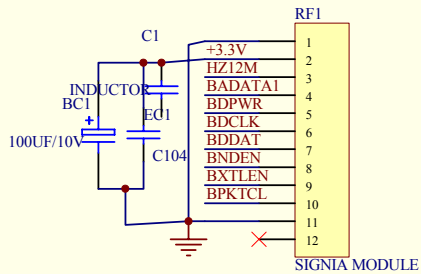 RF1
C1
1
+3.3V
2
HZ12M
3
INDUCTOR
BADATA1
4
BC1
EC1
BDPWR
5
BDCLK
6
100UF/10V
BDDAT
7
C104
BNDEN
8
BXTLEN
9
BPKTCL
10
11
12
SIGNIA MODULE